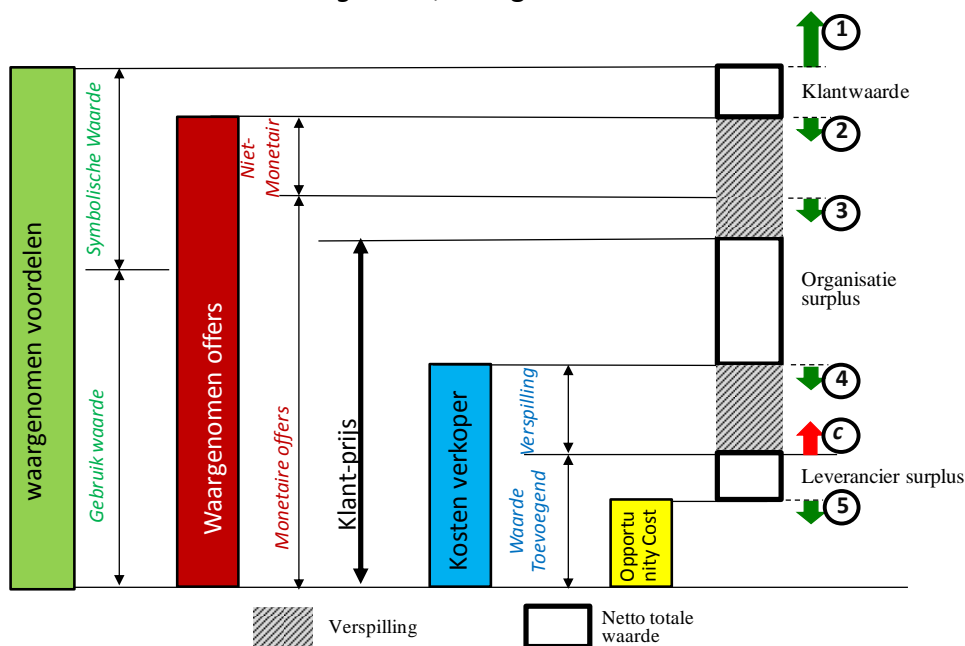 1
Klantwaarde
2
3
Organisatie
surplus
4
c
Leverancier surplus
5
waargenomen voordelen
Symbolische Waarde
Gebruik waarde
Waargenomen offers
Niet-
Monetair
Monetaire offers
Klant-prijs
Kosten verkoper
Verspilling
Waarde
Toevoegend
Opportu
nity Cost
Verspilling
Netto totale
waarde